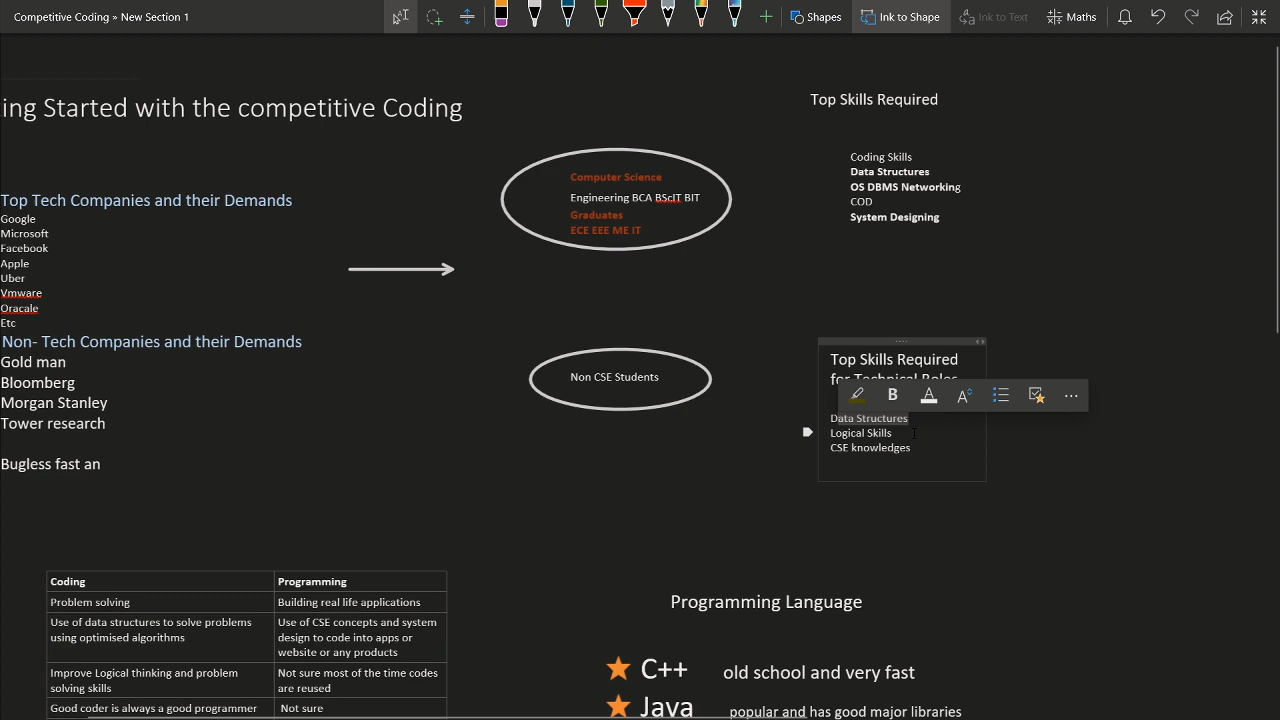 Competitive Coding » New Section 1
Shapes
Ink to Shape
Ink to Text
Maths
ing Started with the competitive Coding
Top Tech Companies and their Demands
Google
Microsoft
Facebook
Apple
Uber
Vmware
Oracale
Etc
Non- Tech Companies and their Demands
Gold man
Bloomberg
Morgan Stanley
Tower research
Bugless fast an
Computer Science
Engineering BCA BScIT BIT
Graduates
ECE EEE ME IT
Non CSE Students
Top Skills Required
Coding Skills
Data Structures
OS DBMS Networking
COD
System Designing
Top Skills Required
for Technical Roles
B
A
A
Data Structures
Logical Skills
CSE knowledges
Coding Programming
Problem solving Building real life applications
Use of data structures to solve problems
using optimised algorithms
Use of CSE concepts and system
design to code into apps or
website or any products
Improve Logical thinking and problem
solving skills
Not sure most of the time codes
are reused
Good coder is always a good programmer Not sure
Programming Language
C++ old school and very fast
Java popular and has good major libraries